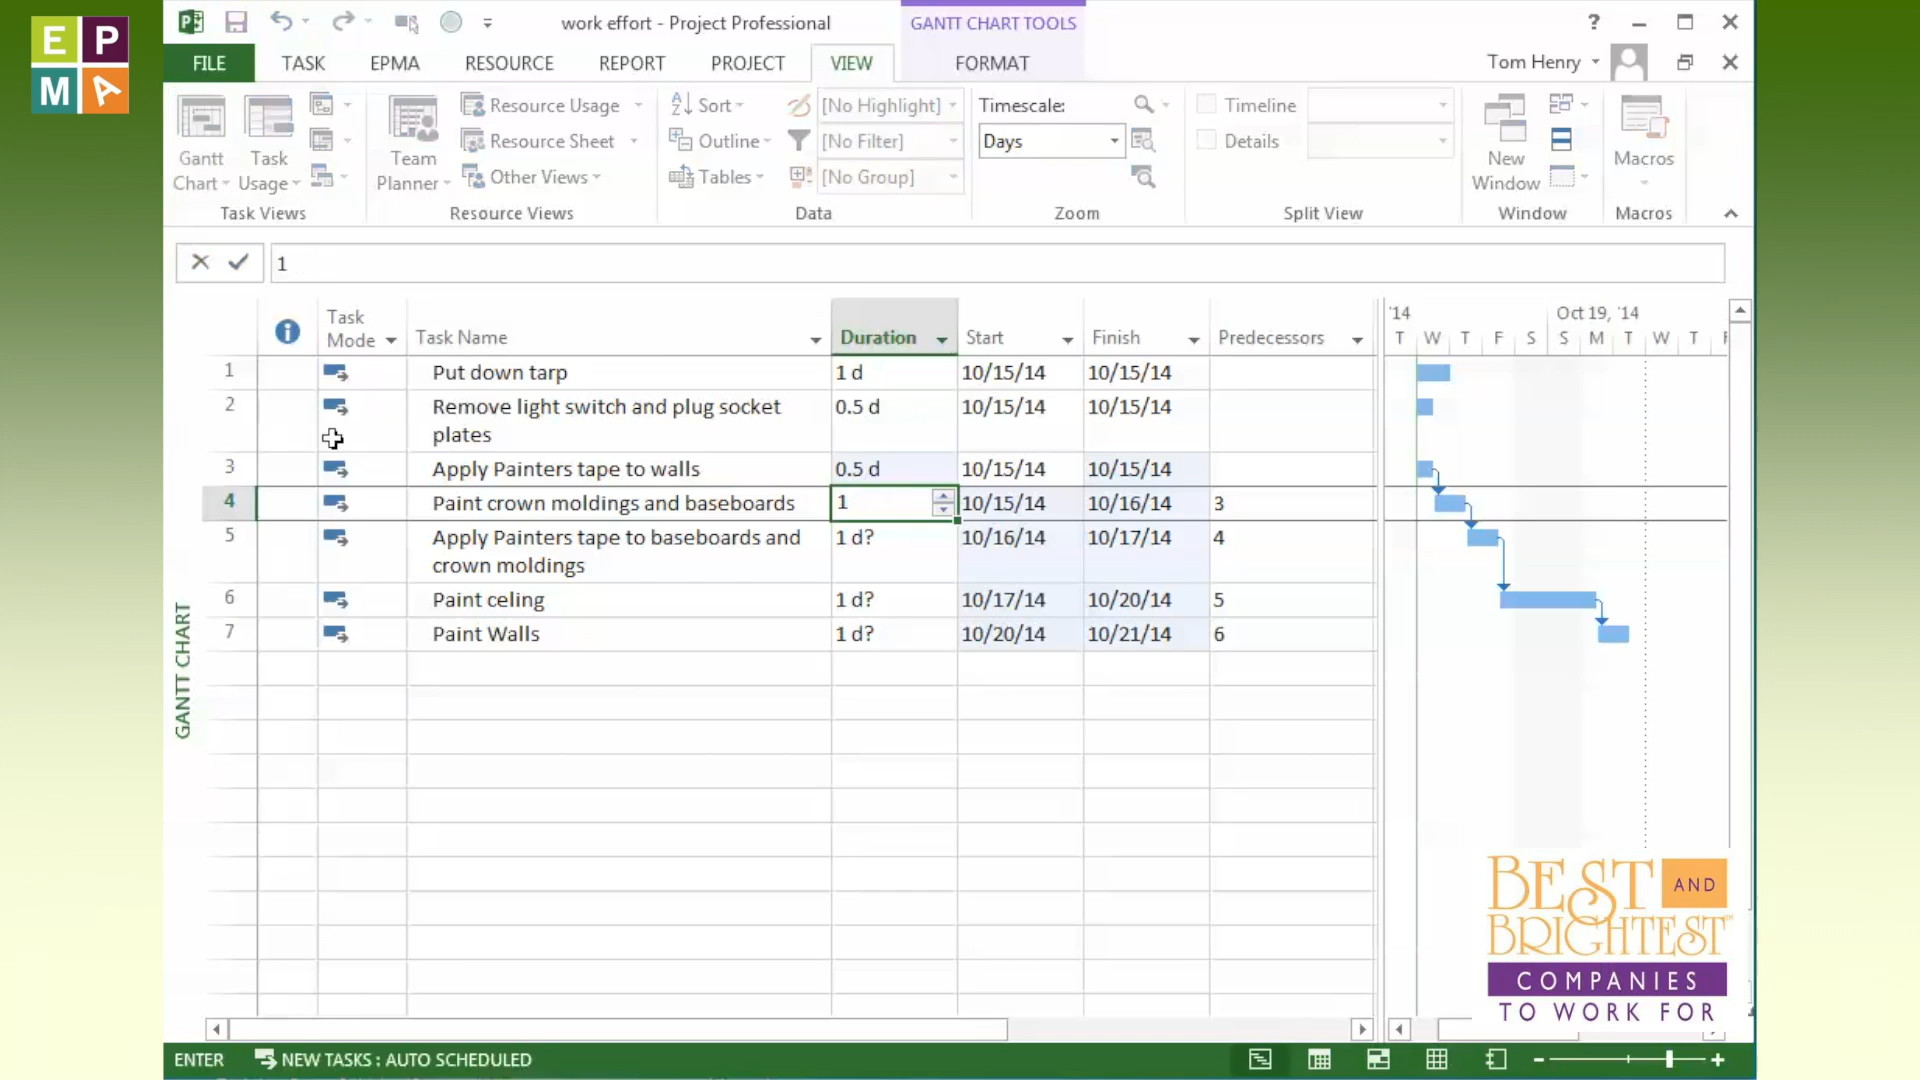 E P
M A
work effort - Project Professional
GANTT CHART TOOLS
?
FILE TASK EPMA RESOURCE REPORT PROJECT VIEW FORMAT
Tom Henry
Gantt Chart
Task Usage
Task Views
Team Planner
Resource Usage
Resource Sheet
Other Views
Resource Views
Sort
Outline
Tables
[No Highlight]
[No Filter]
[No Group]
Data
Timescale:
Days
Zoom
Timeline
Details
Split View
New Window
Window
Macros
Macros
1
Task Mode Task Name Duration Start Finish Predecessors
'14 Oct 19, '14
T W T F S S M T W T F
1 Put down tarp 1 d 10/15/14 10/15/14
2 Remove light switch and plug socket plates 0.5 d 10/15/14 10/15/14
3 Apply Painters tape to walls 0.5 d 10/15/14 10/15/14
4 Paint crown moldings and baseboards 1 10/15/14 10/16/14 3
5 Apply Painters tape to baseboards and crown moldings 1 d? 10/16/14 10/17/14 4
6 Paint celing 1 d? 10/17/14 10/20/14 5
7 Paint Walls 1 d? 10/20/14 10/21/14 6
GANTT CHART
BEST AND
BRIGHTEST™
COMPANIES
TO WORK FOR
ENTER NEW TASKS : AUTO SCHEDULED